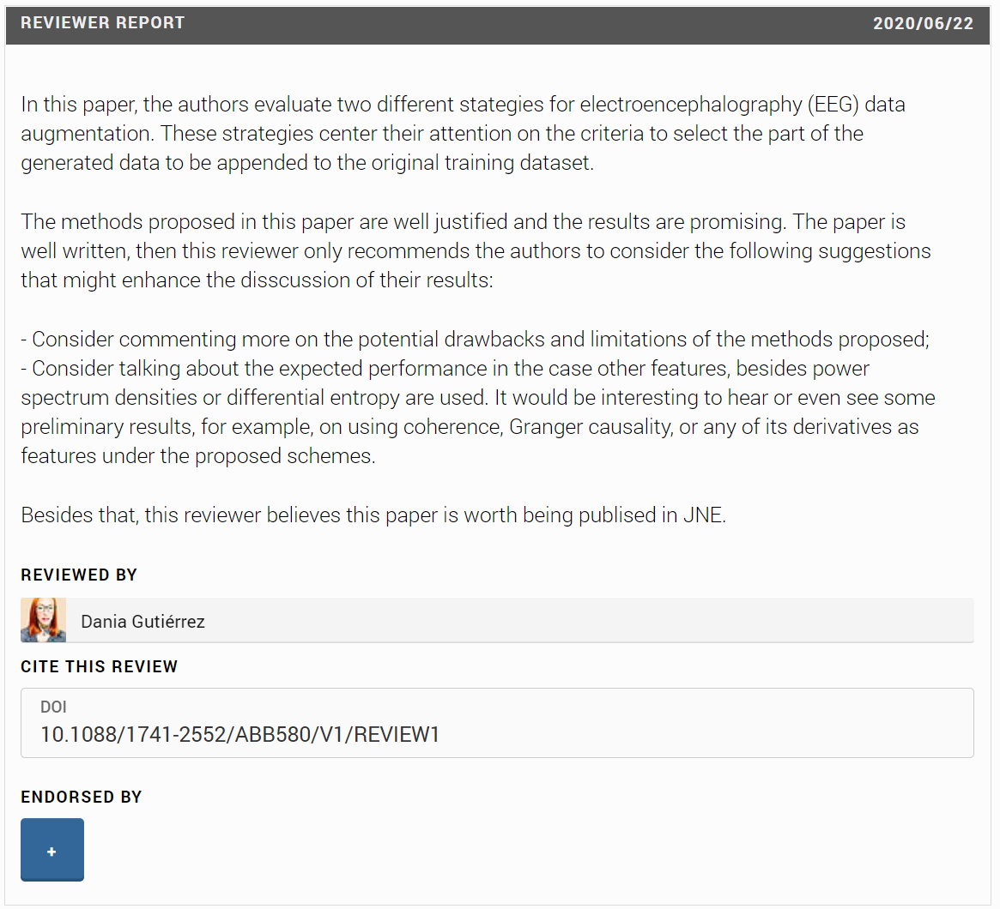 REVIEWER REPORT
2020/06/22
In this paper, the authors evaluate two different stategies for electroencephalography (EEG) data
augmentation. These strategies center their attention on the criteria to select the part of the
generated data to be appended to the original training dataset.
The methods proposed in this paper are well justified and the results are promising. The paper is
well written, then this reviewer only recommends the authors to consider the following suggestions
that might enhance the disscussion of their results:
- Consider commenting more on the potential drawbacks and limitations of the methods proposed;
- Consider talking about the expected performance in the case other features, besides power
spectrum densities or differential entropy are used. It would be interesting to hear or even see some
preliminary results, for example, on using coherence, Granger causality, or any of its derivatives as
features under the proposed schemes.
Besides that, this reviewer believes this paper is worth being publised in JNE.
REVIEWED BY
Dania Gutiérrez
CITE THIS REVIEW
DOI
10.1088/1741-2552/ABB580/V1/REVIEW1
ENDORSED BY
+